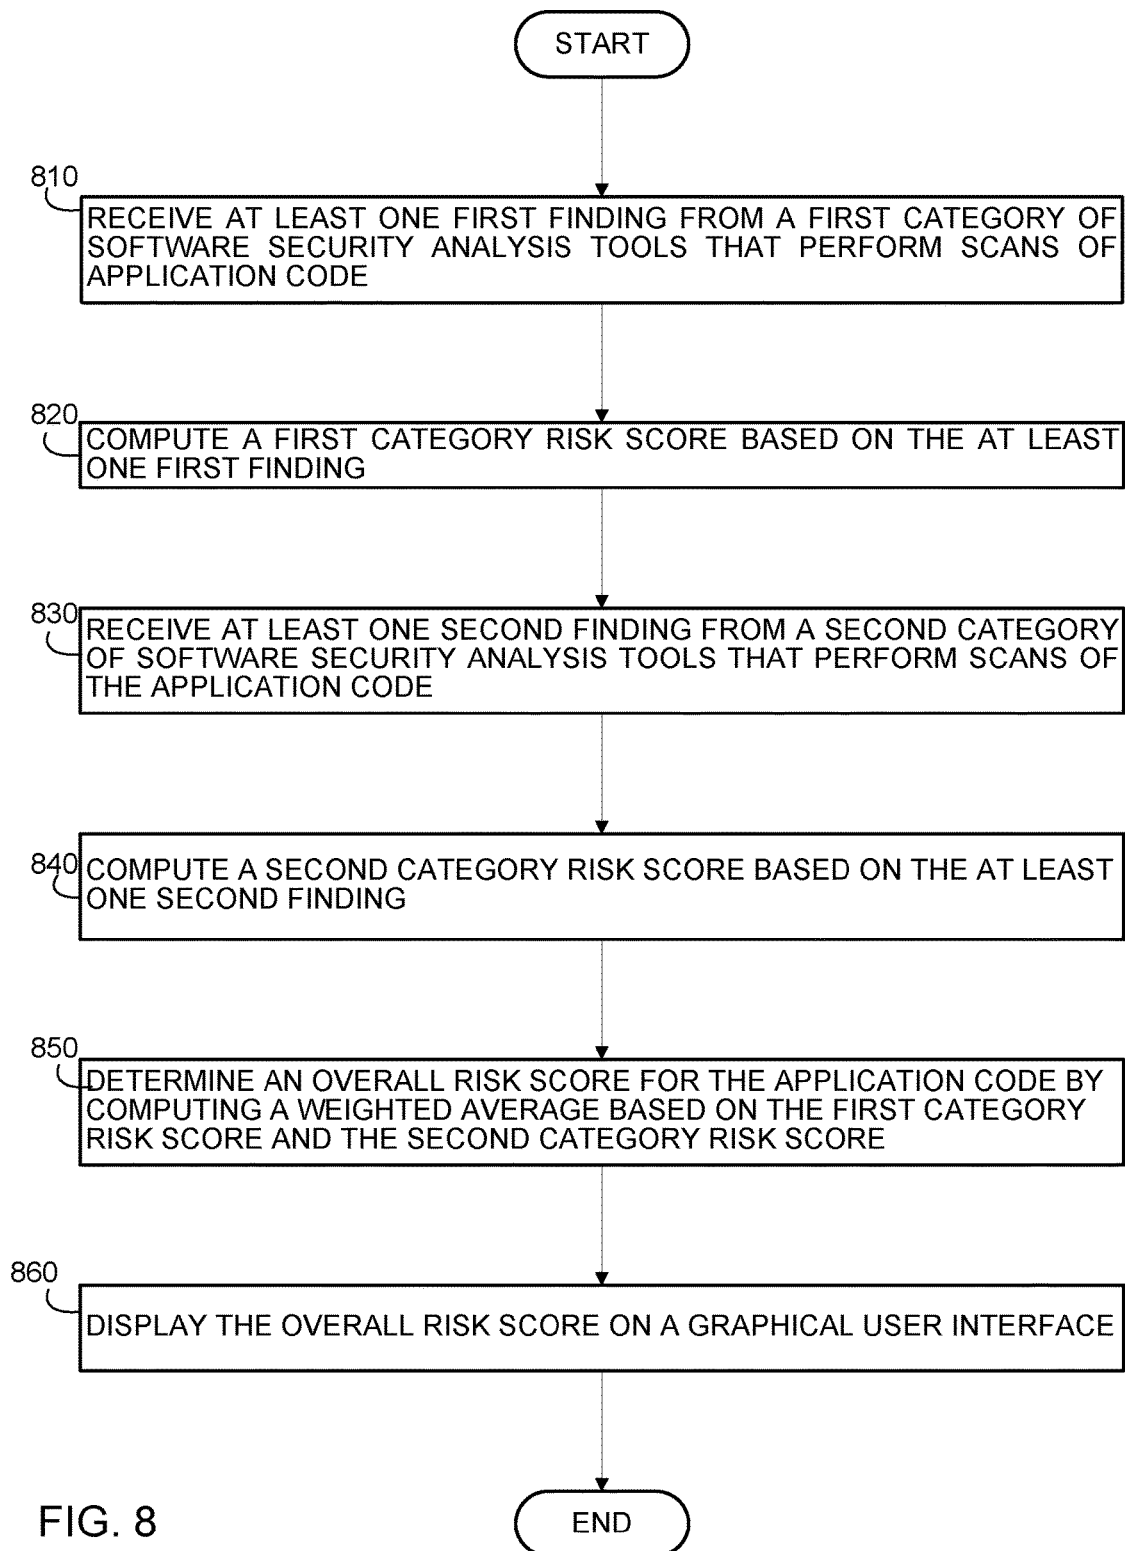 START
810
RECEIVE AT LEAST ONE FIRST FINDING FROM A FIRST CATEGORY OF
SOFTWARE SECURITY ANALYSIS TOOLS THAT PERFORM SCANS OF
APPLICATION CODE
820
COMPUTE A FIRST CATEGORY RISK SCORE BASED ON THE AT LEAST
ONE FIRST FINDING
830
RECEIVE AT LEAST ONE SECOND FINDING FROM A SECOND CATEGORY
OF SOFTWARE SECURITY ANALYSIS TOOLS THAT PERFORM SCANS OF
THE APPLICATION CODE
840
COMPUTE A SECOND CATEGORY RISK SCORE BASED ON THE AT LEAST
ONE SECOND FINDING
850
DETERMINE AN OVERALL RISK SCORE FOR THE APPLICATION CODE BY
COMPUTING A WEIGHTED AVERAGE BASED ON THE FIRST CATEGORY
RISK SCORE AND THE SECOND CATEGORY RISK SCORE
860
DISPLAY THE OVERALL RISK SCORE ON A GRAPHICAL USER INTERFACE
END
FIG. 8